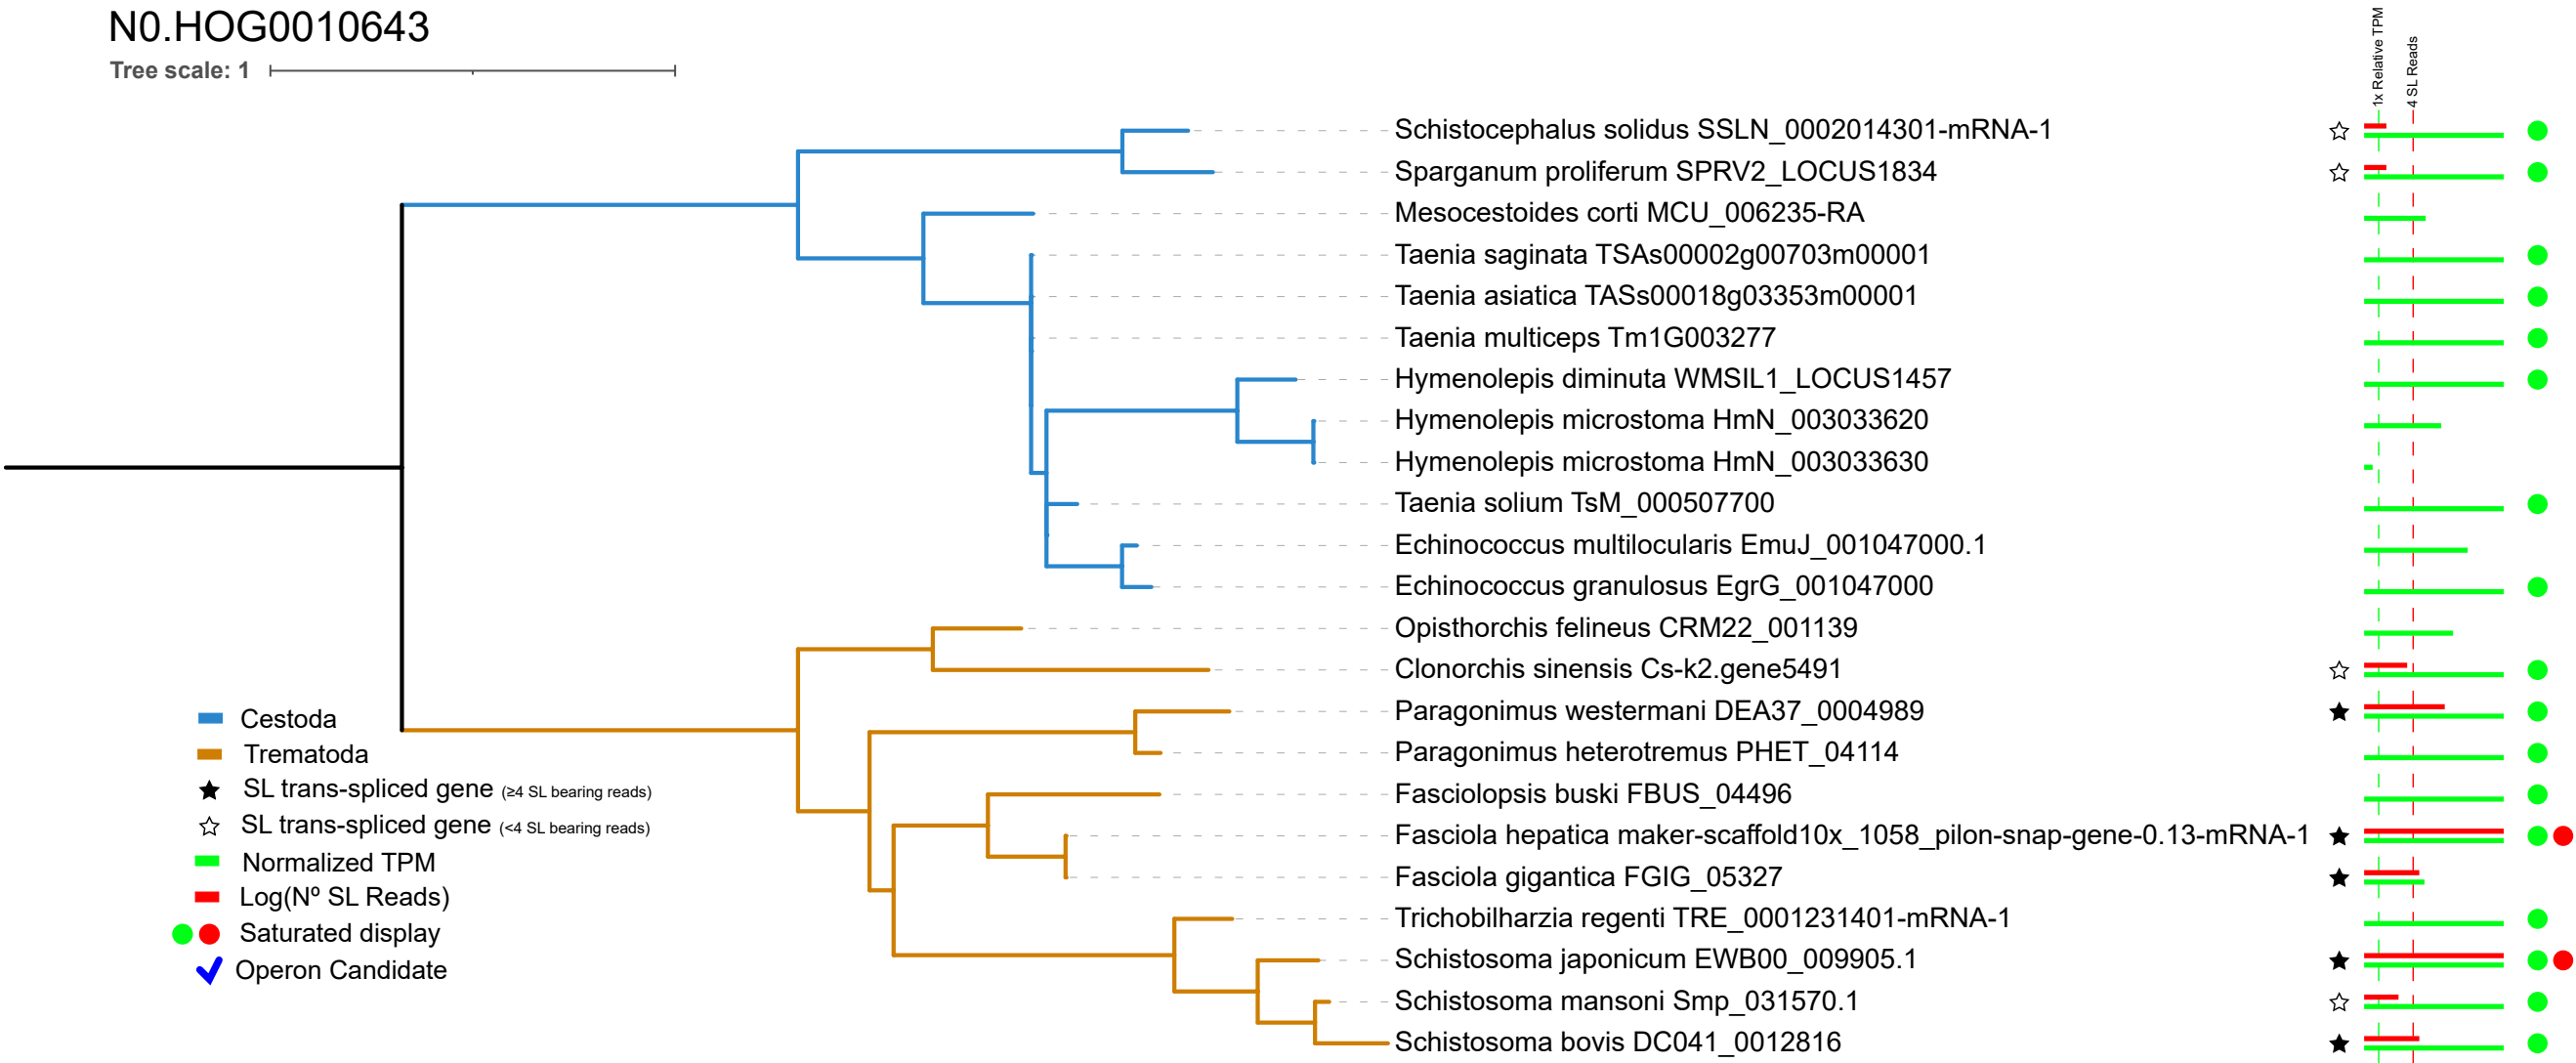 N0.HOG0010643
Tree scale: 1
1x Relative TPM
4 SL Reads
Schistocephalus solidus SSLN_0002014301-mRNA-1
Sparganum proliferum SPRV2_LOCUS1834
Mesocestoides corti MCU_006235-RA
Taenia saginata TSAs00002g00703m00001
Taenia asiatica TASs00018g03353m00001
Taenia multiceps Tm1G003277
Hymenolepis diminuta WMSIL1_LOCUS1457
Hymenolepis microstoma HmN_003033620
Hymenolepis microstoma HmN_003033630
Taenia solium TsM_000507700
Echinococcus multilocularis EmuJ_001047000.1
Echinococcus granulosus EgrG_001047000
Opisthorchis felineus CRM22_001139
Clonorchis sinensis Cs-k2.gene5491
Paragonimus westermani DEA37_0004989
Paragonimus heterotremus PHET_04114
Fasciolopsis buski FBUS_04496
Fasciola hepatica maker-scaffold10x_1058_pilon-snap-gene-0.13-mRNA-1
Fasciola gigantica FGIG_05327
Trichobilharzia regenti TRE_0001231401-mRNA-1
Schistosoma japonicum EWB00_009905.1
Schistosoma mansoni Smp_031570.1
Schistosoma bovis DC041_0012816
Cestoda
Trematoda
SL trans-spliced gene (≥4 SL bearing reads)
SL trans-spliced gene (<4 SL bearing reads)
Normalized TPM
Log(Nº SL Reads)
Saturated display
Operon Candidate